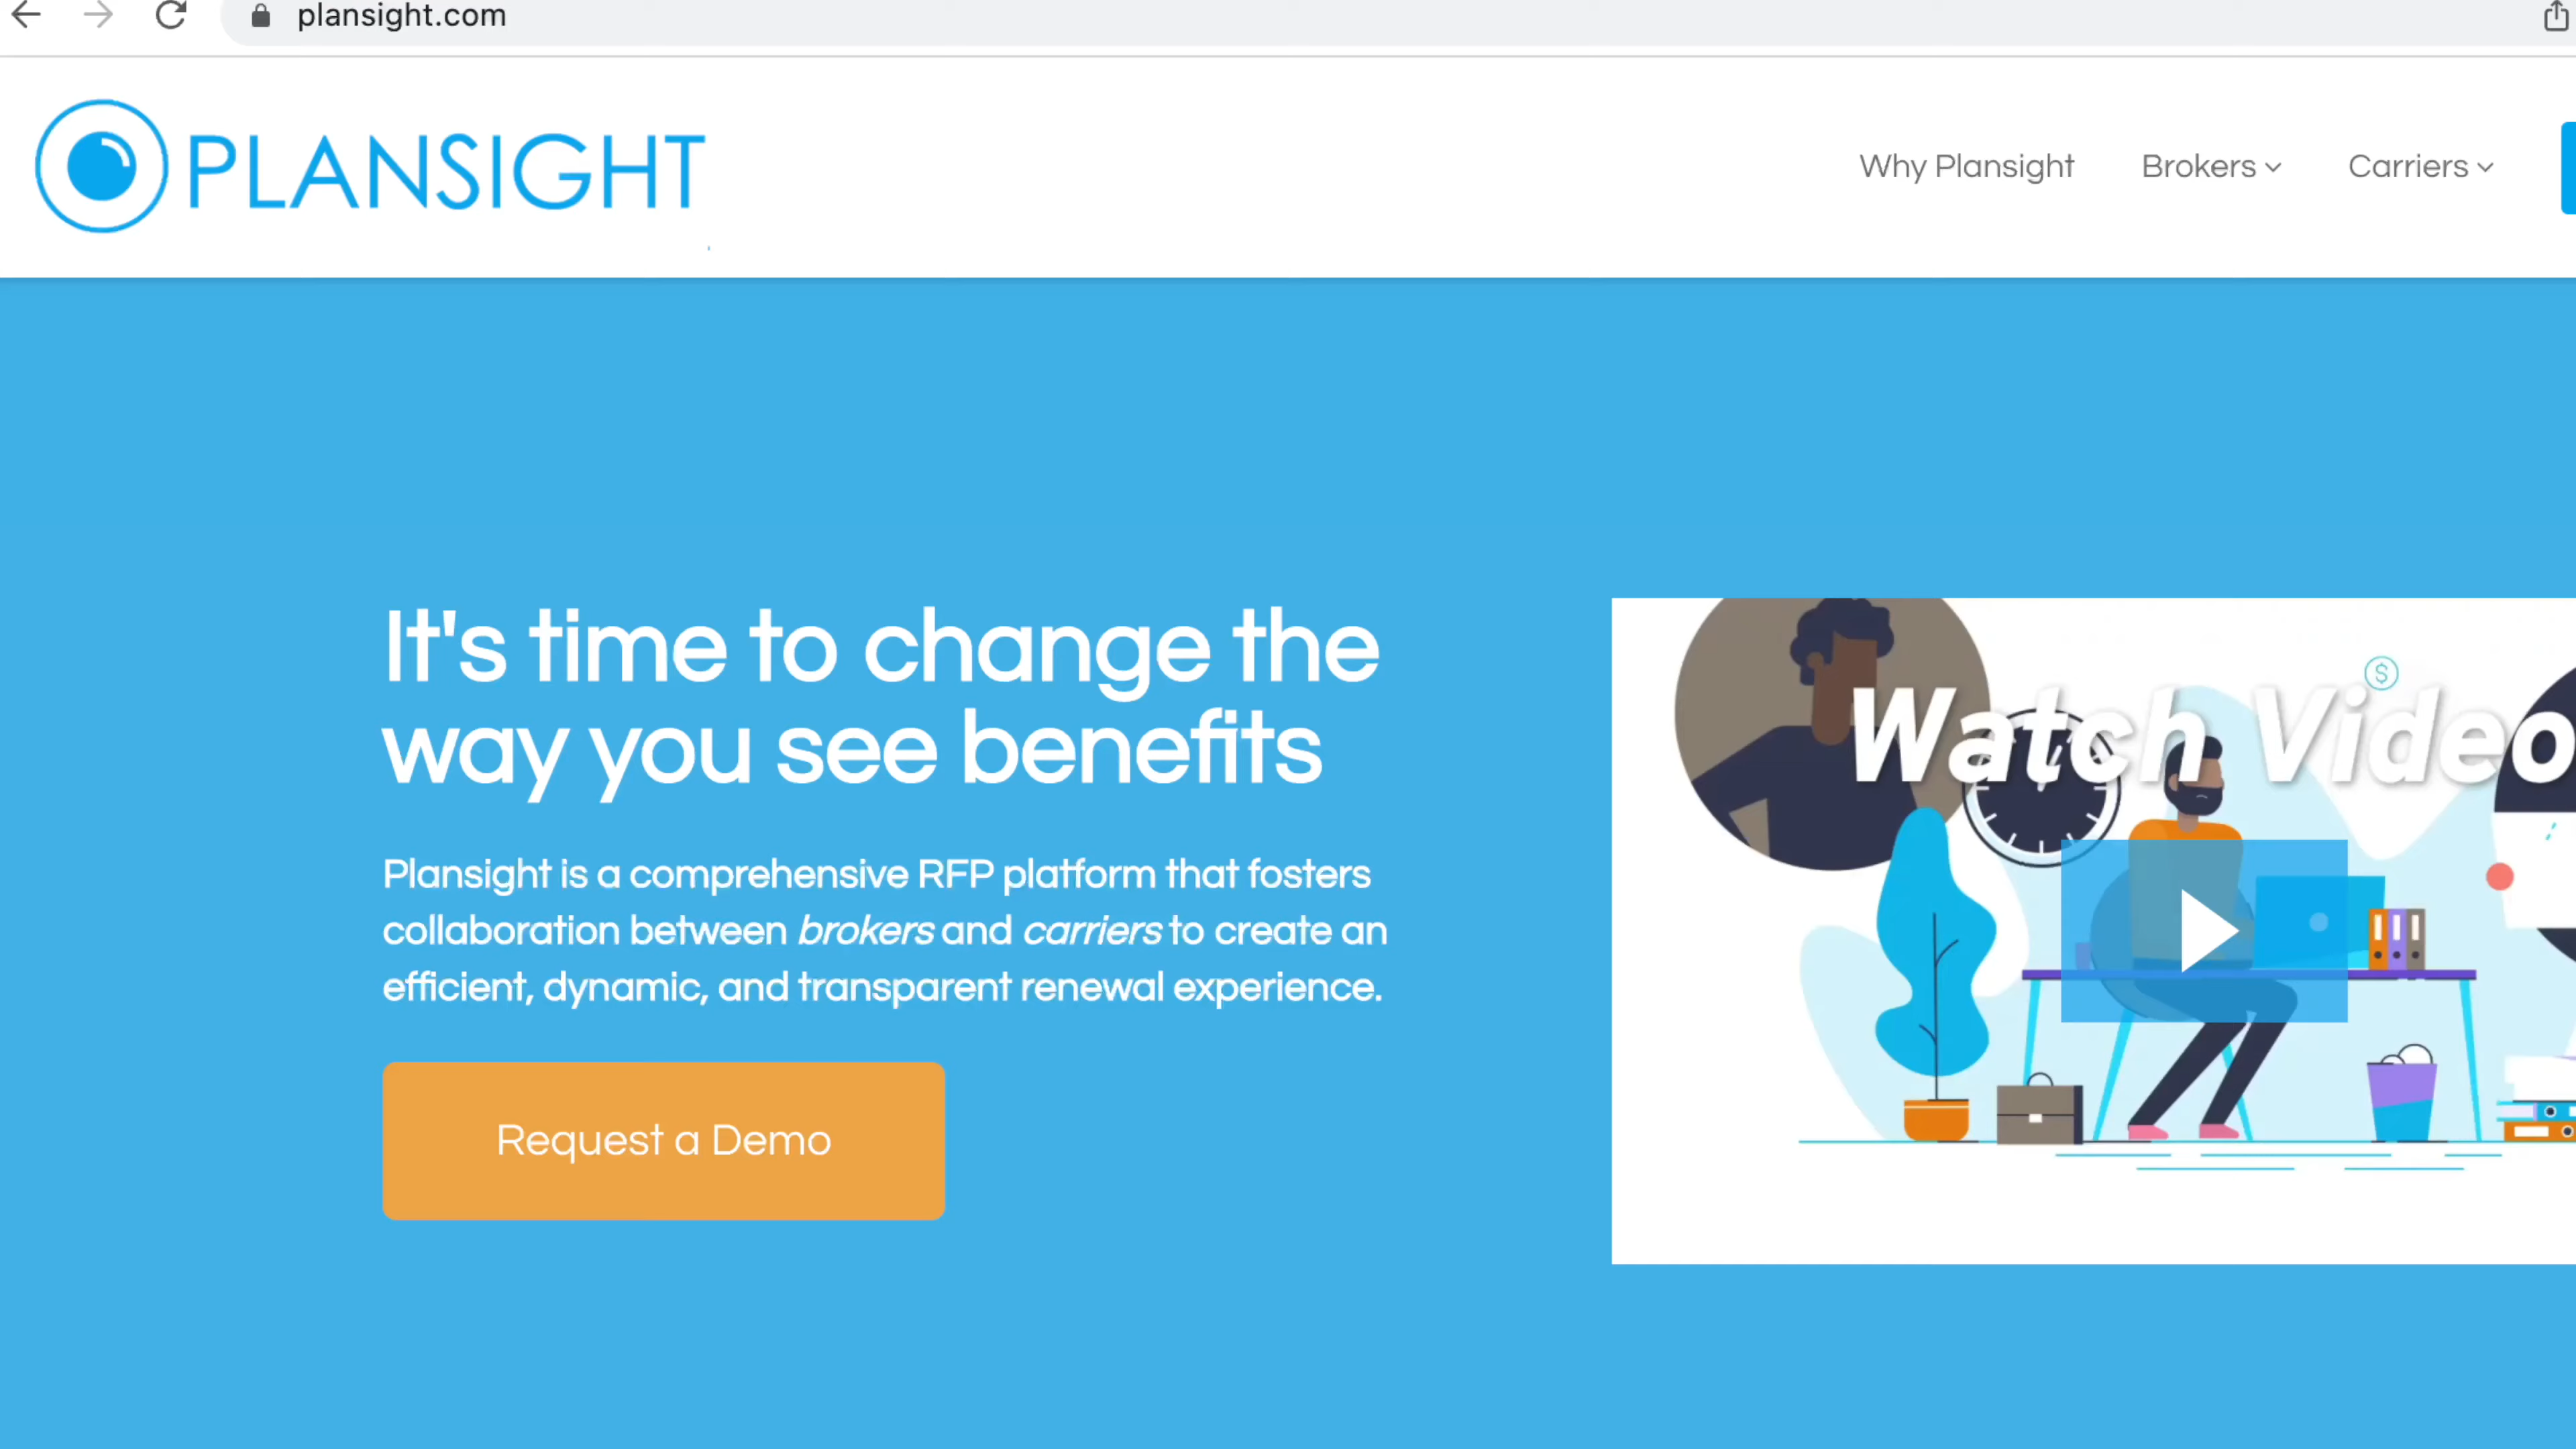 plansight.com
PLANSIGHT
Why Plansight
Brokers
Carriers
It's time to change the
way you see benefits
Plansight is a comprehensive RFP platform that fosters
collaboration between brokers and carriers to create an
efficient, dynamic, and transparent renewal experience.
Request a Demo
Watch Video
$